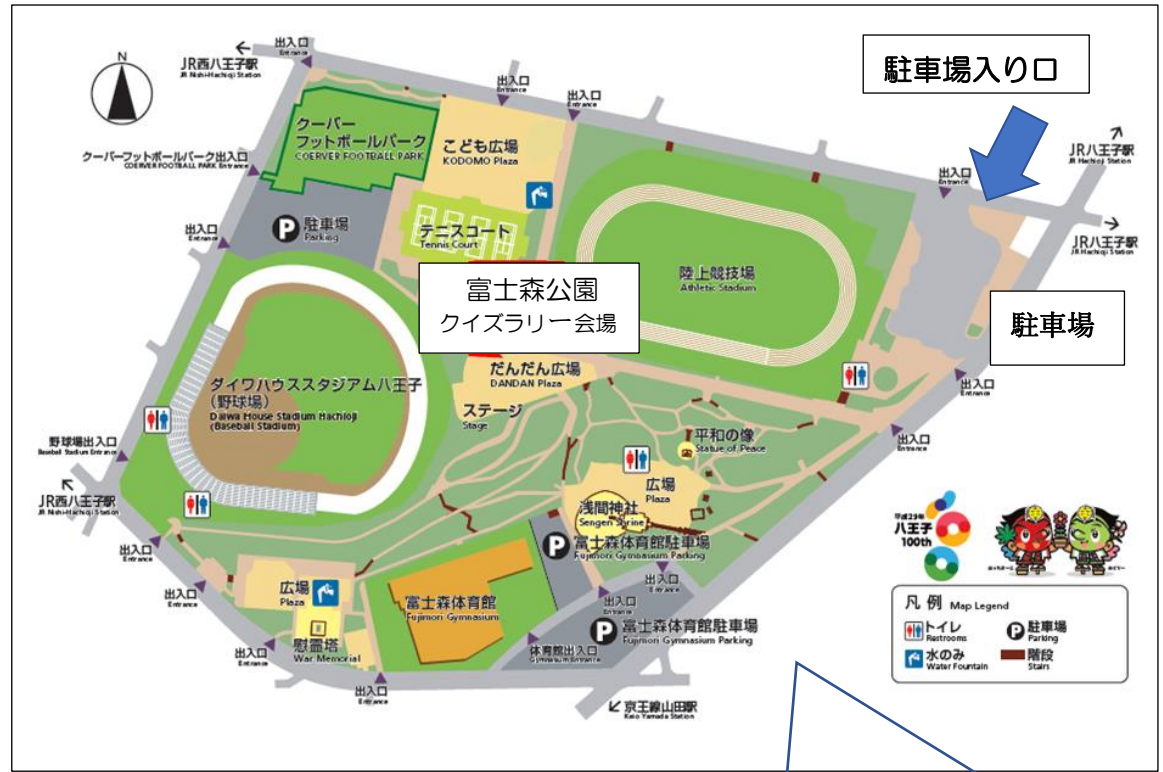 駐車場入り口
N
JR西八王子駅
JR Nishi-Hachioji Station
出入口
Entrance
出入口
Entrance
出入口
Entrance
クーバー
フットボールパーク
COERVER FOOTBALL PARK
こども広場
KODOMO Plaza
クーバーフットボールパーク出入口
COERVER FOOTBALL PARK Entrance
JR八王子駅
JR Hachioji Station
出入口
Entrance
出入口
Entrance
P 駐車場
Parking
テニスコート
Tennis Court
JR八王子駅
JR Hachioji Station
陸上競技場
Athletic Stadium
富士森公園
クイズラリー会場
駐車場
だんだん広場
DANDAN Plaza
ステージ
Stage
ダイワハウススタジアム八王子
(野球場)
Daiwa House Stadium Hachioji
(Baseball Stadium)
出入口
Entrance
出入口
Entrance
野球場出入口
Baseball Stadium Entrance
JR西八王子駅
JR Nishi-Hachioji Station
平和の像
Statue of Peace
広場
Plaza
浅間神社
Sengen Shrine
P 富士森体育館駐車場
Fujimori Gymnasium Parking
出入口
Entrance
出入口
Entrance
出入口
Entrance
出入口
Entrance
広場
Plaza
慰霊塔
War Memorial
富士森体育館
Fujimori Gymnasium
出入口
Entrance
P 富士森体育館駐車場
Fujimori Gymnasium Parking
体育館出入口
Gymnasium Entrance
出入口
Entrance
京王線山田駅
Keio Yamada Station
平成29年
八王子
100th
凡例 Map Legend
トイレ
Restrooms
P 駐車場
Parking
水のみ
Water Fountain
階段
Stairs